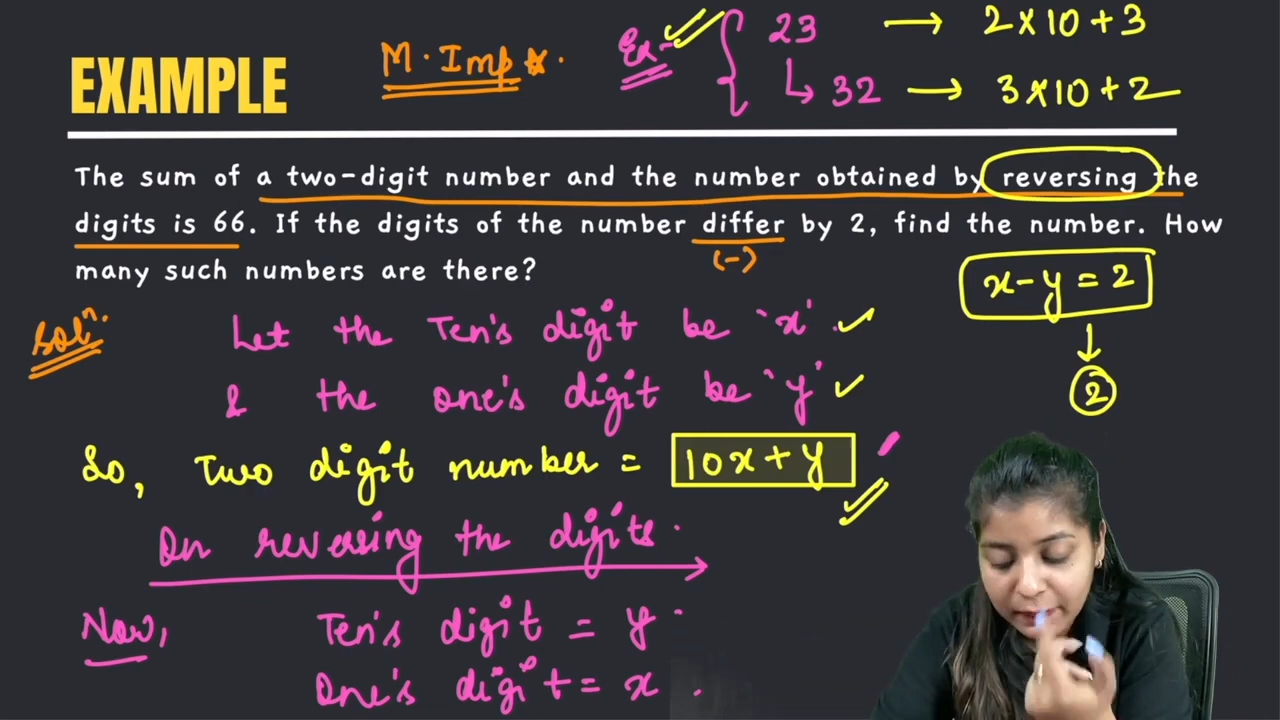 EXAMPLE
M. Imp
Ex- 23 → 2×10+3
↳ 32 → 3×10+2
The sum of a two-digit number and the number obtained by reversing the
digits is 66. If the digits of the number differ by 2, find the number. How
(-)
many such numbers are there?
x-y=2
↓
2
Solⁿ.
Let the Ten's digit be 'x'.
& the one's digit be 'y'
So, Two digit number = 10x+y
On reversing the digits.
Now, Ten's digit = y
One's digit = x.